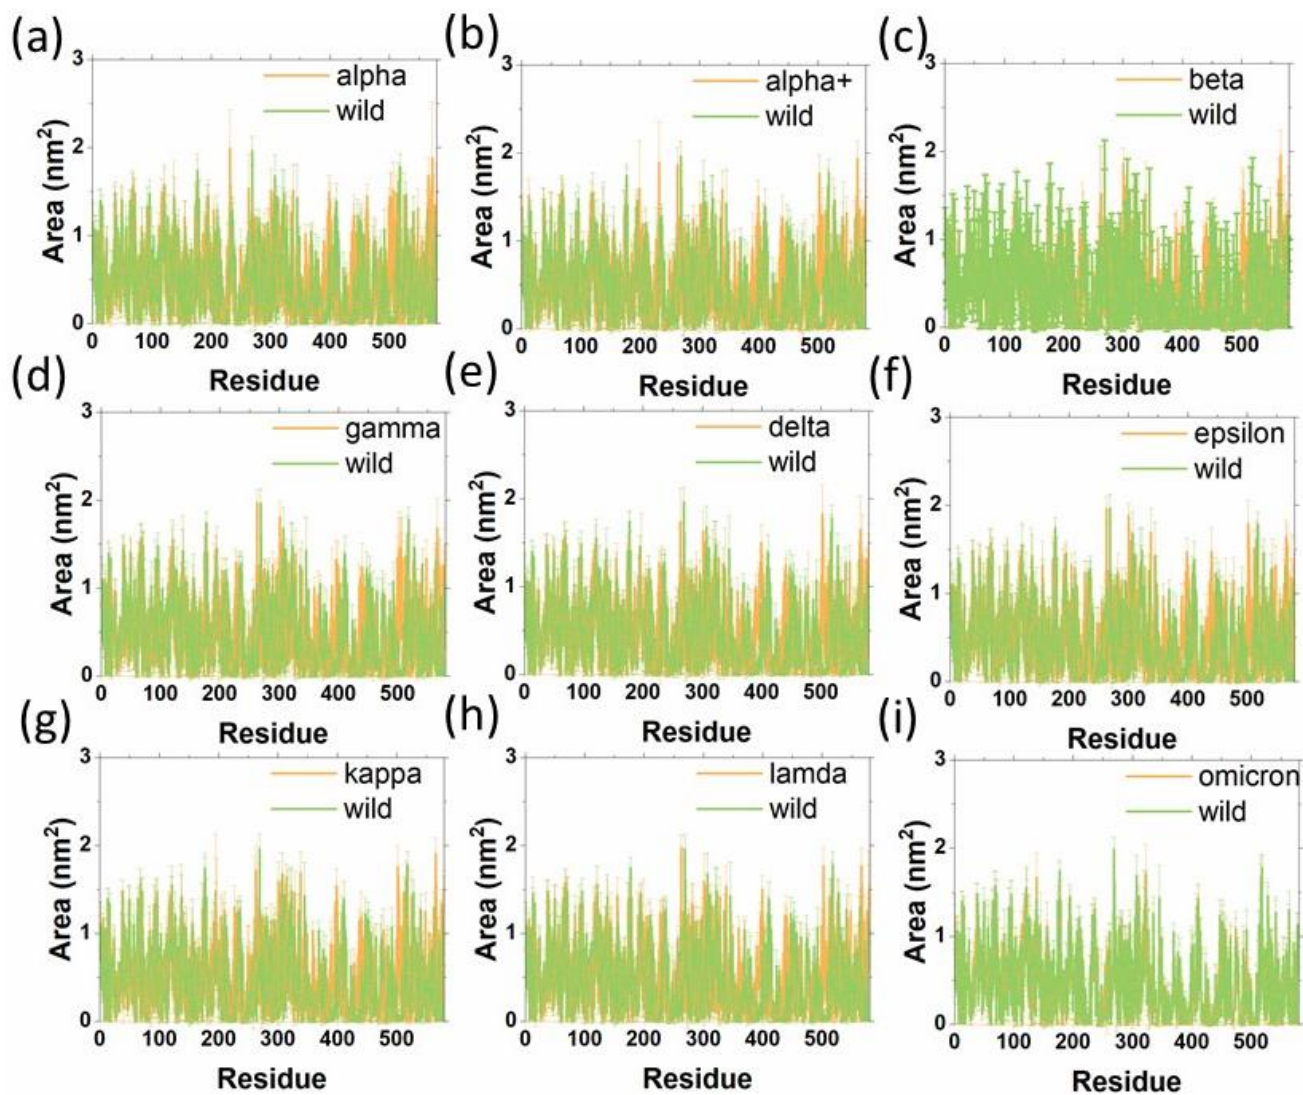 (a)
3
2
1
0
Area (nm²)
alpha
wild
0 100 200 300 400 500
Residue
(b)
3
2
1
0
Area (nm²)
alpha+
wild
0 100 200 300 400 500
Residue
(c)
3
2
1
0
Area (nm²)
beta
wild
0 100 200 300 400 500
Residue
(d)
3
2
1
0
Area (nm²)
gamma
wild
0 100 200 300 400 500
Residue
(e)
3
2
1
0
Area (nm²)
delta
wild
0 100 200 300 400 500
Residue
(f)
3
2
1
0
Area (nm²)
epsilon
wild
0 100 200 300 400 500
Residue
(g)
3
2
1
0
Area (nm²)
kappa
wild
0 100 200 300 400 500
Residue
(h)
3
2
1
0
Area (nm²)
lamda
wild
0 100 200 300 400 500
Residue
(i)
3
2
1
0
Area (nm²)
omicron
wild
0 100 200 300 400 500
Residue